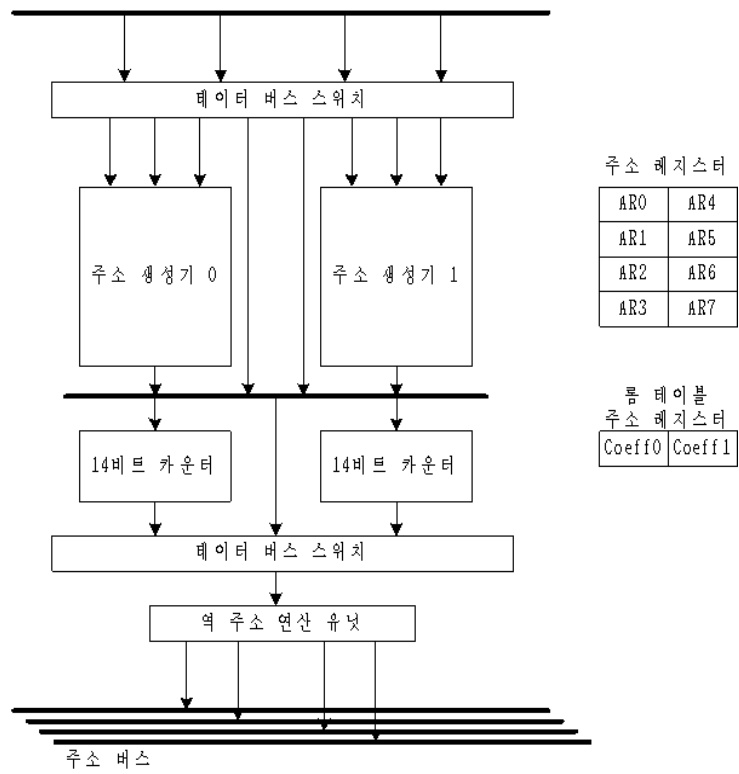 데이터 버스 스위치
주소 생성기 0
주소 생성기 1
14비트 카운터
14비트 카운터
데이터 버스 스위치
역 주소 연산 유닛
주소 버스
주소 레지스터
AR0 AR4
AR1 AR5
AR2 AR6
AR3 AR7
롬 테이블
주소 레지스터
Coeff0 Coeff1